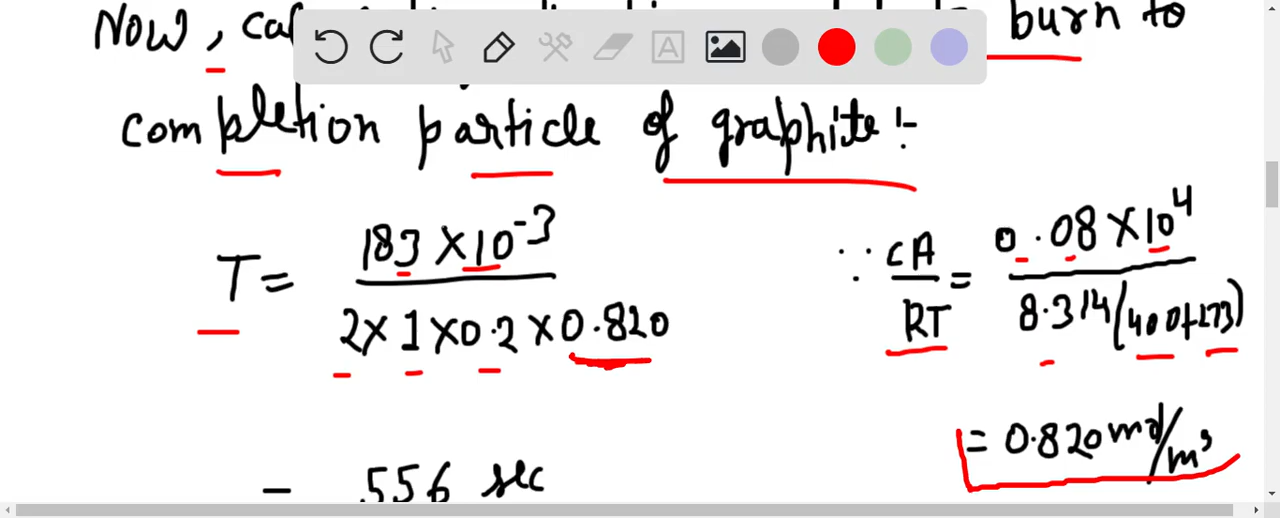 Now, cal burn to
completion particle of graphite :-
T = 183 × 10⁻³ / 2 × 1 × 0.2 × 0.820
∵ CA / RT = 0.08 × 10⁴ / 8.314 (400+273)
= 0.820 mol/m³
= 556 sec